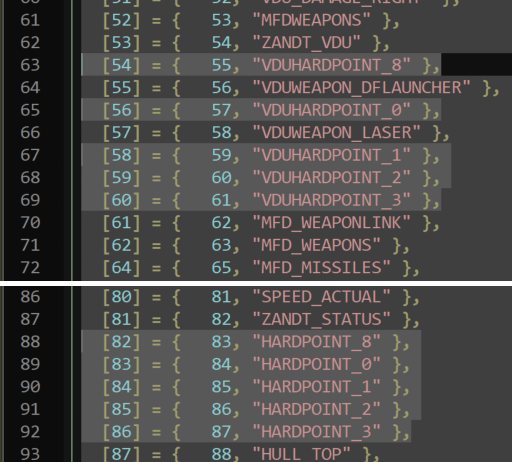 [51] = { 52, "VDU_DAMAGE_RIGHT" },
61 [52] = { 53, "MFDWEAPONS" },
62 [53] = { 54, "ZANDT_VDU" },
63 [54] = { 55, "VDUHARDPOINT_8" },
64 [55] = { 56, "VDUWEAPON_DFLAUNCHER" },
65 [56] = { 57, "VDUHARDPOINT_0" },
66 [57] = { 58, "VDUWEAPON_LASER" },
67 [58] = { 59, "VDUHARDPOINT_1" },
68 [59] = { 60, "VDUHARDPOINT_2" },
69 [60] = { 61, "VDUHARDPOINT_3" },
70 [61] = { 62, "MFD_WEAPONLINK" },
71 [62] = { 63, "MFD_WEAPONS" },
72 [64] = { 65, "MFD_MISSILES" },
86 [80] = { 81, "SPEED_ACTUAL" },
87 [81] = { 82, "ZANDT_STATUS" },
88 [82] = { 83, "HARDPOINT_8" },
89 [83] = { 84, "HARDPOINT_0" },
90 [84] = { 85, "HARDPOINT_1" },
91 [85] = { 86, "HARDPOINT_2" },
92 [86] = { 87, "HARDPOINT_3" },
93 [87] = { 88, "HULL_TOP" },